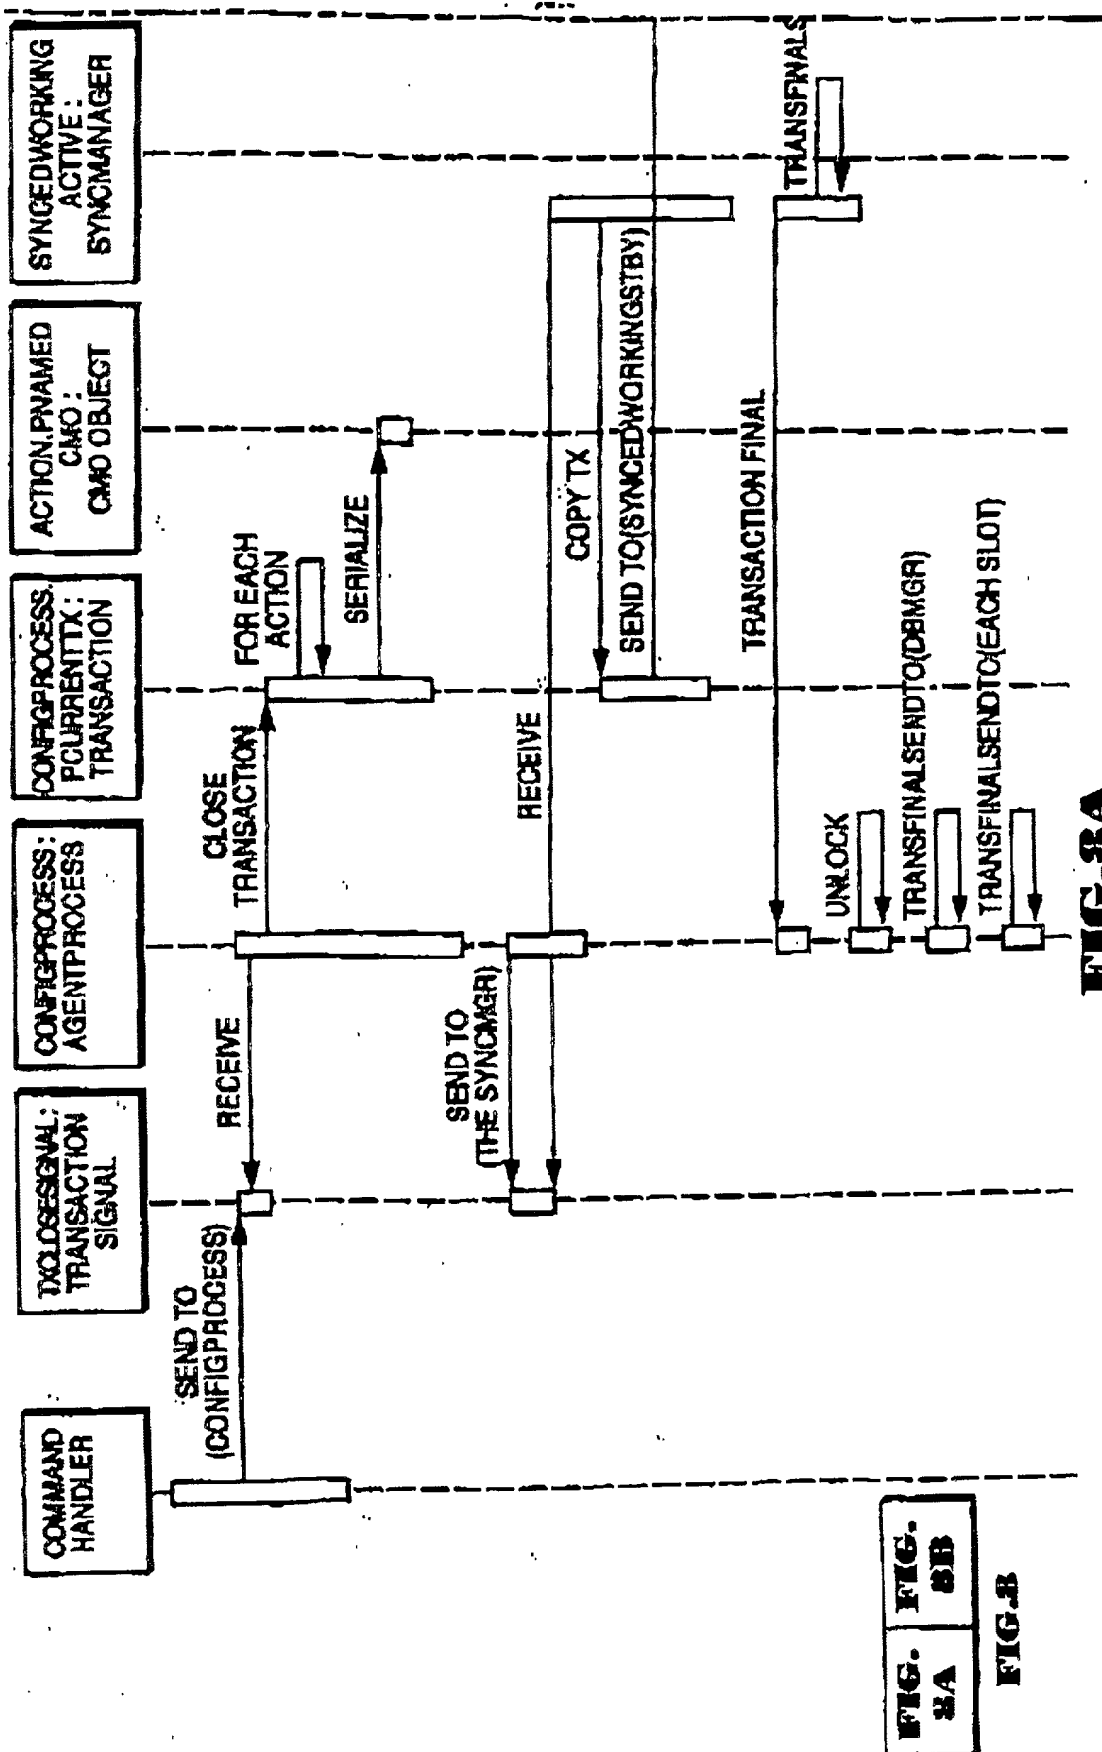 COMMAND
HANDLER
TXCLOSESIGNAL:
TRANSACTION
SIGNAL
CONFIGPROCESS:
AGENTPROCESS
CONFIGPROCESS.
PCURRENTTX:
TRANSACTION
ACTION.PNAMED
CMO:
CMO OBJECT
SYNCEDWORKING
ACTIVE:
SYNCMANAGER
SEND TO
(CONFIGPROCESS)
RECEIVE
CLOSE
TRANSACTION
FOR EACH
ACTION
SERIALIZE
SEND TO
(THE SYNCMGR)
RECEIVE
COPY TX
SEND TO(SYNCEDWORKINGSTBY)
TRANSACTION FINAL
TRANSFINALS
UNLOCK
TRANSFINALSENDTO(DBMGR)
TRANSFINALSENDTO(EACH SLOT)
FIG.8A
FIG.
8A
FIG.
8B
FIG.8